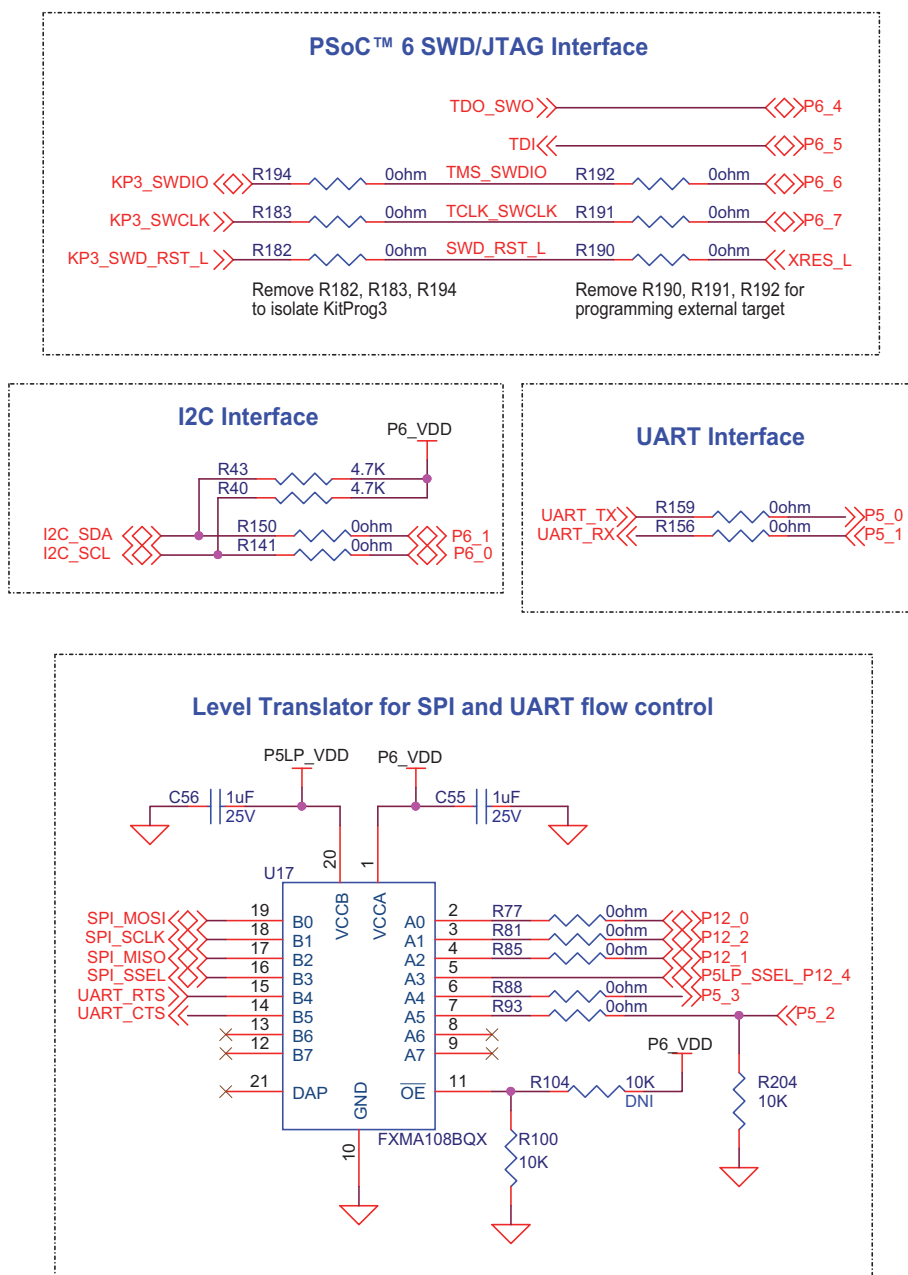 PSoC™ 6 SWD/JTAG Interface
TDO_SWO P6_4
TDI P6_5
KP3_SWDIO R194 0ohm TMS_SWDIO R192 0ohm P6_6
KP3_SWCLK R183 0ohm TCLK_SWCLK R191 0ohm P6_7
KP3_SWD_RST_L R182 0ohm SWD_RST_L R190 0ohm XRES_L
Remove R182, R183, R194
to isolate KitProg3
Remove R190, R191, R192 for
programming external target
I2C Interface
P6_VDD
R43 4.7K
R40 4.7K
I2C_SDA R150 0ohm P6_1
I2C_SCL R141 0ohm P6_0
UART Interface
UART_TX R159 0ohm P5_0
UART_RX R156 0ohm P5_1
Level Translator for SPI and UART flow control
P5LP_VDD P6_VDD
C56 1uF C55 1uF
25V 25V
20 1
U17
VCCB VCCA
SPI_MOSI 19 B0 A0 2 R77 0ohm P12_0
SPI_SCLK 18 B1 A1 3 R81 0ohm P12_2
SPI_MISO 17 B2 A2 4 R85 0ohm P12_1
SPI_SSEL 16 B3 A3 5 P5LP_SSEL_P12_4
UART_RTS 15 B4 A4 6 R88 0ohm P5_3
UART_CTS 14 B5 A5 7 R93 0ohm P5_2
13 B6 A6 8
12 B7 A7 9
P6_VDD
21 DAP OE 11 R104 10K R204
DNI 10K
GND
FXMA108BQX R100
10 10K